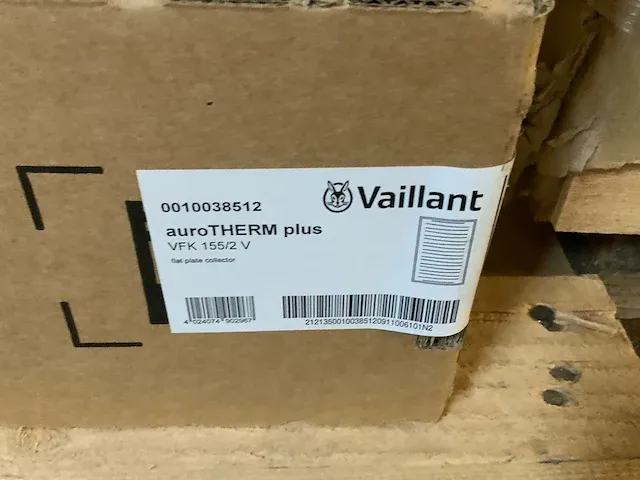 0010038512
Vaillant
auroTHERM plus
VFK 155/2 V
flat plate collector
4 024074 902967
21213500100385120911006101N2